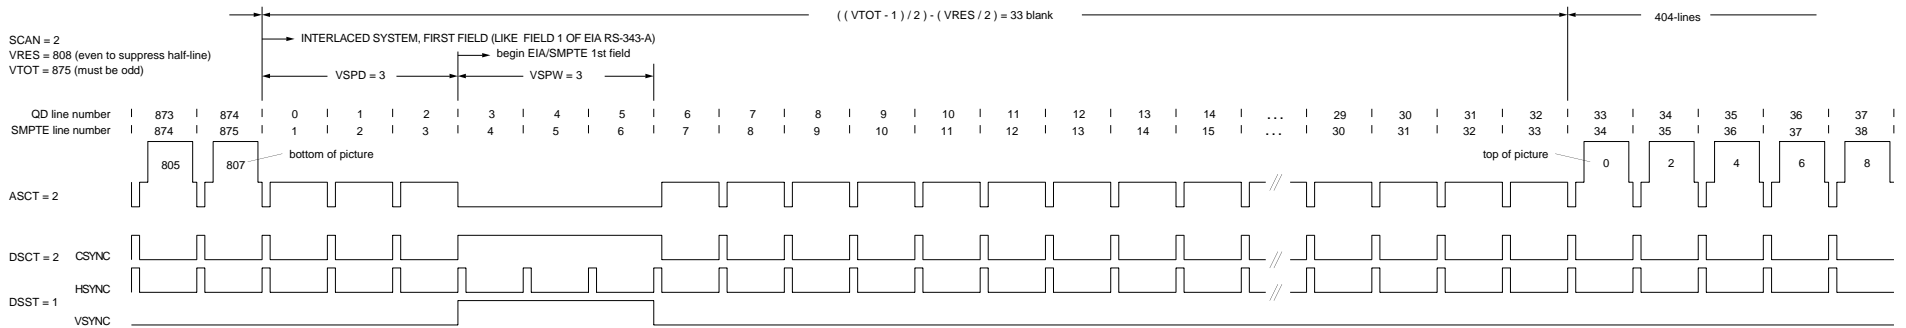 ( ( VTOT - 1 ) / 2 ) - ( VRES / 2 ) = 33 blank
404-lines
SCAN = 2
VRES = 808 (even to suppress half-line)
VTOT = 875 (must be odd)
INTERLACED SYSTEM, FIRST FIELD (LIKE FIELD 1 OF EIA RS-343-A)
begin EIA/SMPTE 1st field
VSPD = 3
VSPW = 3
QD line number 873 874 0 1 2 3 4 5 6 7 8 9 10 11 12 13 14 ... 29 30 31 32 33 34 35 36 37
SMPTE line number 874 875 1 2 3 4 5 6 7 8 9 10 11 12 13 14 15 ... 30 31 32 33 34 35 36 37 38
805 807 bottom of picture top of picture 0 2 4 6 8
ASCT = 2
DSCT = 2 CSYNC
HSYNC
DSST = 1
VSYNC